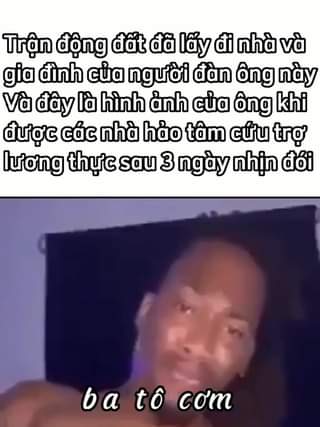 Trận động đất đã lấy đi nhà và
gia đình của người đàn ông này
Và đây là hình ảnh của ông khi
được các nhà hảo tâm cứu trợ
lương thực sau 3 ngày nhịn đói
ba tô cơm